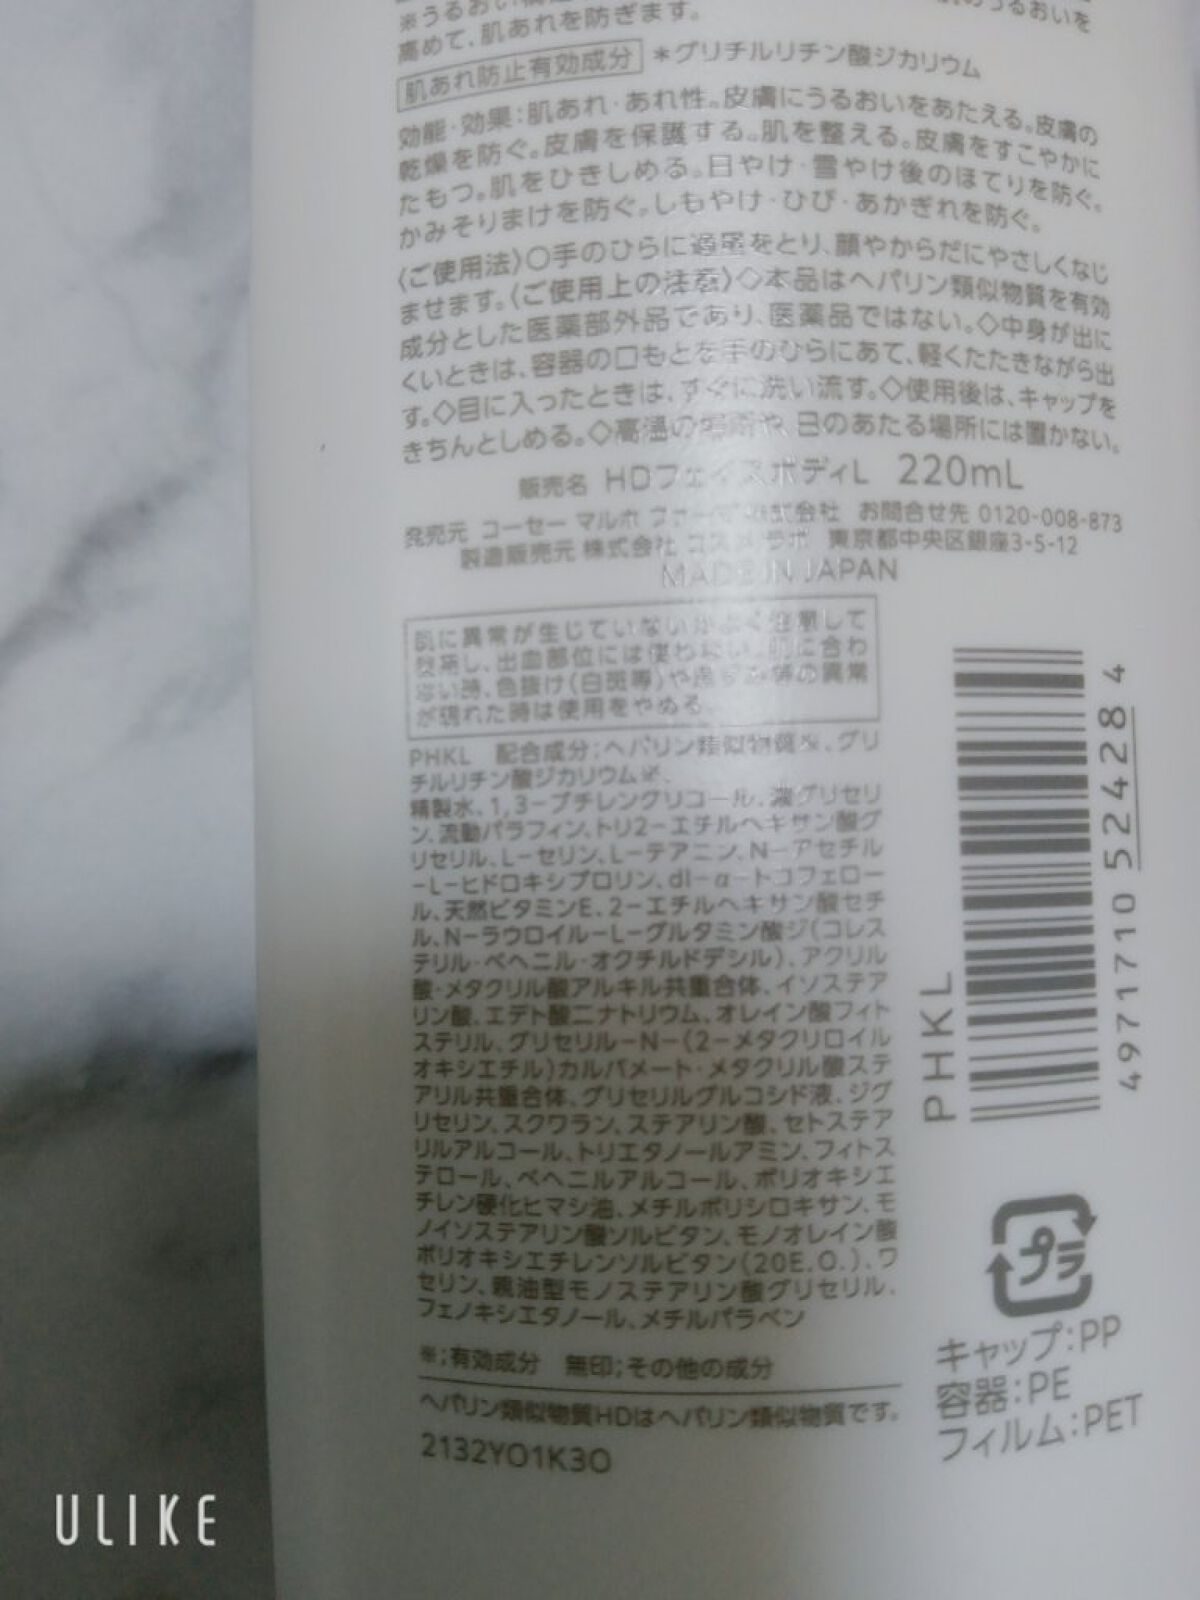 ※うるおい
のうるおいを
高めて、肌あれを防ぎます。
肌あれ防止有効成分 *グリチルリチン酸ジカリウム
効能・効果:肌あれ・あれ性。皮膚にうるおいをあたえる。皮膚の
乾燥を防ぐ。皮膚を保護する。肌を整える。皮膚をすこやかに
たもつ。肌をひきしめる。日やけ・雪やけ後のほてりを防ぐ。
かみそりまけを防ぐ。しもやけ・ひび・あかぎれを防ぐ。
〈ご使用法〉○手のひらに適量をとり、顔やからだにやさしくなじ
ませます。〈ご使用上の注意〉◇本品はヘパリン類似物質を有効
成分とした医薬部外品であり、医薬品ではない。◇中身が出に
くいときは、容器の口もとを手のひらにあて、軽くたたきながら出
す。◇目に入ったときは、すぐに洗い流す。◇使用後は、キャップを
きちんとしめる。◇高温の場所や、日のあたる場所には置かない。
販売名 HDフェイスボディL 220mL
発売元 コーセー マルホ ファーマ株式会社 お問合せ先 0120-008-873
製造販売元 株式会社 コスメ ラボ 東京都中央区銀座3-5-12
MADE IN JAPAN
肌に異常が生じていないかよく注意して
使用し、出血部位には使わない。肌に合わ
ない時、色抜け(白斑等)や黒ずみ等の異常
が現れた時は使用をやめる。
PHKL 配合成分;ヘパリン類似物質※、グリ
チルリチン酸ジカリウム※、
精製水、1,3-ブチレングリコール、濃グリセリ
ン、流動パラフィン、トリ2-エチルヘキサン酸グ
リセリル、L-セリン、L-テアニン、N-アセチル
-L-ヒドロキシプロリン、dl-α-トコフェロー
ル、天然ビタミンE、2-エチルヘキサン酸セチ
ル、N-ラウロイル-L-グルタミン酸ジ(コレス
テリル・ベヘニル・オクチルドデシル)、アクリル
酸・メタクリル酸アルキル共重合体、イソステア
リン酸、エデト酸二ナトリウム、オレイン酸フィト
ステリル、グリセリル-N-(2-メタクリロイル
オキシエチル)カルバメート・メタクリル酸ステ
アリル共重合体、グリセリルグルコシド液、ジグ
リセリン、スクワラン、ステアリン酸、セトステア
リルアルコール、トリエタノールアミン、フィトス
テロール、ベヘニルアルコール、ポリオキシエ
チレン硬化ヒマシ油、メチルポリシロキサン、モ
ノイソステアリン酸ソルビタン、モノオレイン酸
ポリオキシエチレンソルビタン(20E.O.)、ワ
セリン、親油型モノステアリン酸グリセリル、
フェノキシエタノール、メチルパラベン
※;有効成分 無印;その他の成分
ヘパリン類似物質HDはヘパリン類似物質です。
2132YO1K3O
PHKL
4971710 524284
プラ
キャップ:PP
容器:PE
フィルム:PET
ULIKE